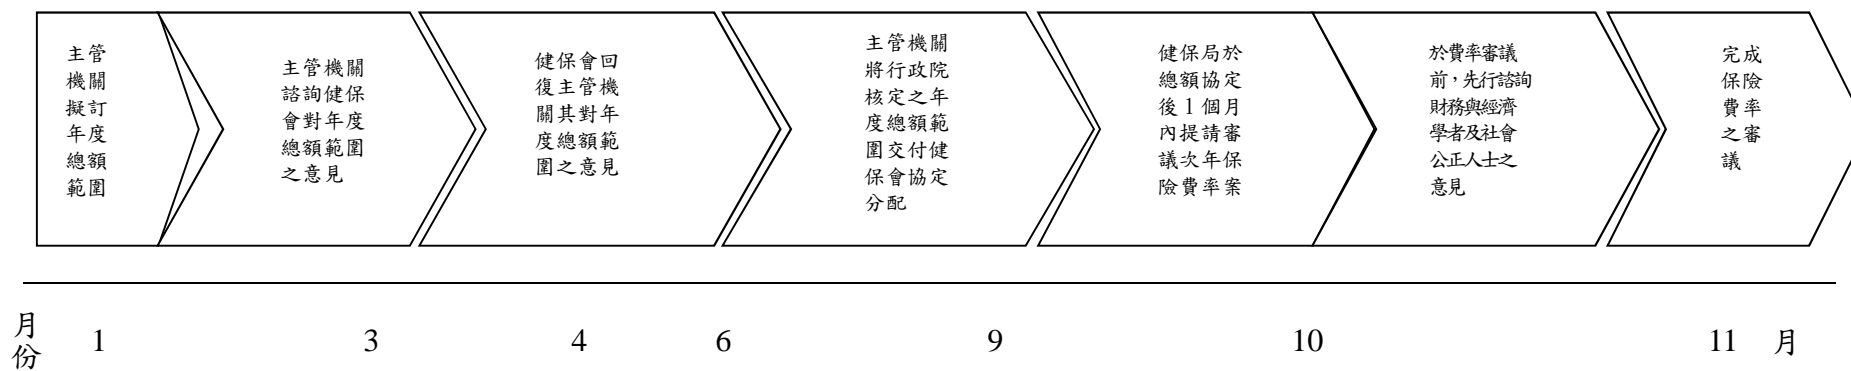 主管
機關
擬訂
年度
總額
範圍
主管機關
諮詢健保
會對年度
總額範圍
之意見
健保會回
復主管機
關其對年
度總額範
圍之意見
主管機關
將行政院
核定之年
度總額範
圍交付健
保會協定
分配
健保局於
總額協定
後1個月
內提請審
議次年保
險費率案
於費率審議
前，先行諮詢
財務與經濟
學者及社會
公正人士之
意見
完成
保險
費率
之審
議
月份 1 3 4 6 9 10 11 月